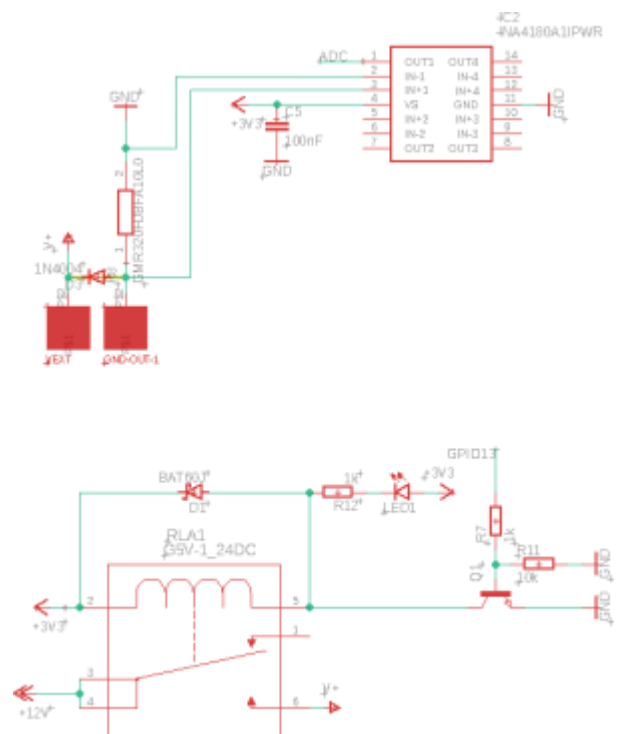 IC2
INA4180A1IPWR
ADC
1 OUT1 OUT4 14
2 IN-1 IN-4 13
3 IN+1 IN+4 12
4 VS GND 11
5 IN+2 IN+3 10
6 IN-2 IN-3 9
7 OUT2 OUT3 8
GND
GND
+3V3
C5
100nF
GND
2
1
V+
1N4004
D3
VEXT
GND-OUT-1
GPIO13
BAT60J
D1
1k
R12
LED1
+3V3
R7
1k
R11
10k
GND
GND
Q1
RLA1
G5V-1_24DC
2
5
+3V3
1
3
4
6
+12V
V+